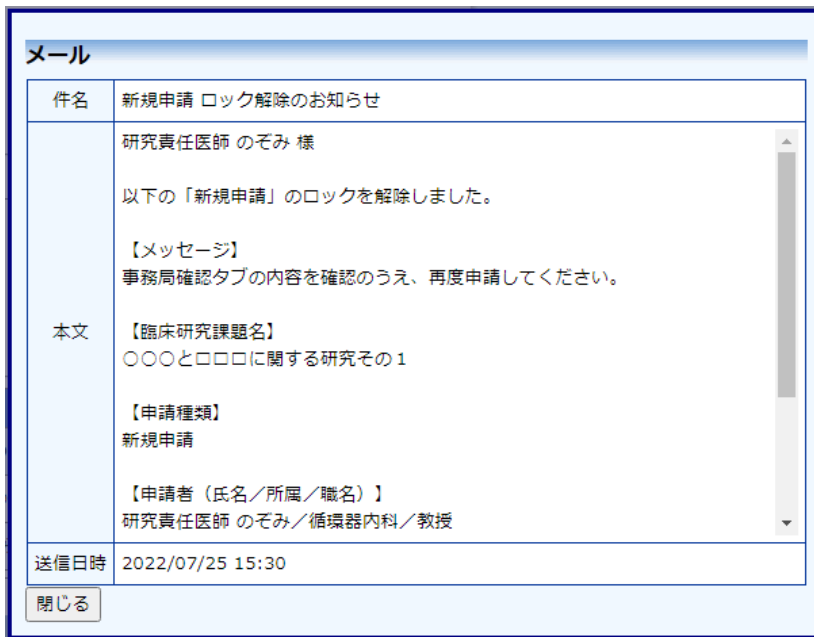 メール
件名 新規申請 ロック解除のお知らせ
研究責任医師 のぞみ 様
以下の「新規申請」のロックを解除しました。
【メッセージ】
事務局確認タブの内容を確認のうえ、再度申請してください。
本文
【臨床研究課題名】
○○○と□□□に関する研究その１
【申請種類】
新規申請
【申請者（氏名／所属／職名）】
研究責任医師 のぞみ／循環器内科／教授
送信日時 2022/07/25 15:30
閉じる